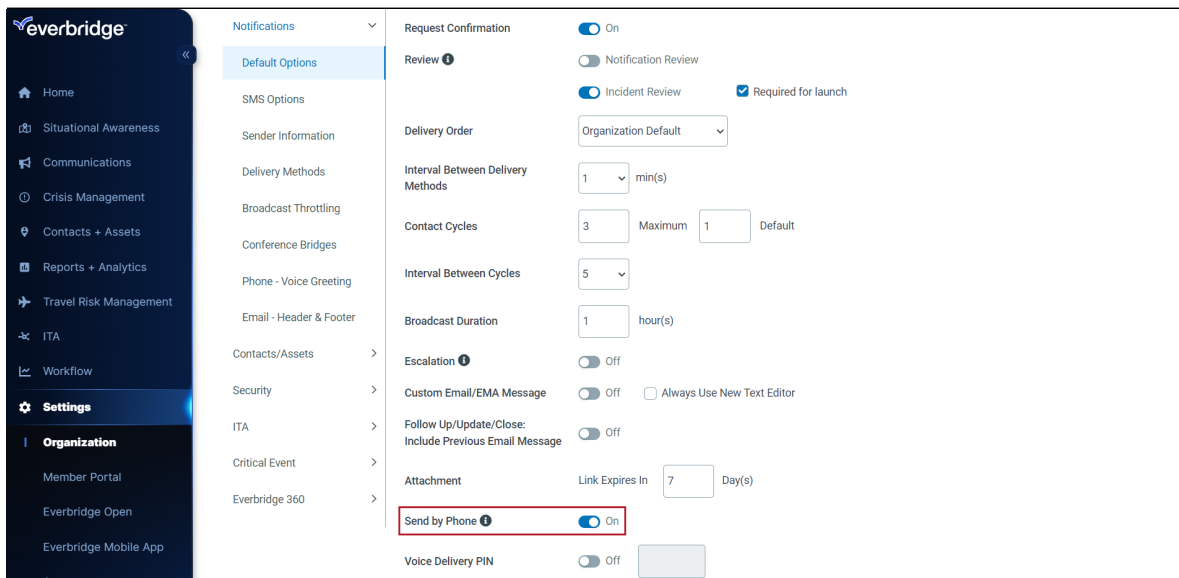 everbridge
«
Home
Situational Awareness
Communications
Crisis Management
Contacts + Assets
Reports + Analytics
Travel Risk Management
ITA
Workflow
Settings
Organization
Member Portal
Everbridge Open
Everbridge Mobile App
Notifications
Default Options
SMS Options
Sender Information
Delivery Methods
Broadcast Throttling
Conference Bridges
Phone - Voice Greeting
Email - Header & Footer
Contacts/Assets
Security
ITA
Critical Event
Everbridge 360
Request Confirmation On
Review Notification Review
Incident Review Required for launch
Delivery Order Organization Default
Interval Between Delivery
Methods 1 min(s)
Contact Cycles 3 Maximum 1 Default
Interval Between Cycles 5
Broadcast Duration 1 hour(s)
Escalation Off
Custom Email/EMA Message Off Always Use New Text Editor
Follow Up/Update/Close:
Include Previous Email Message Off
Attachment Link Expires In 7 Day(s)
Send by Phone On
Voice Delivery PIN Off